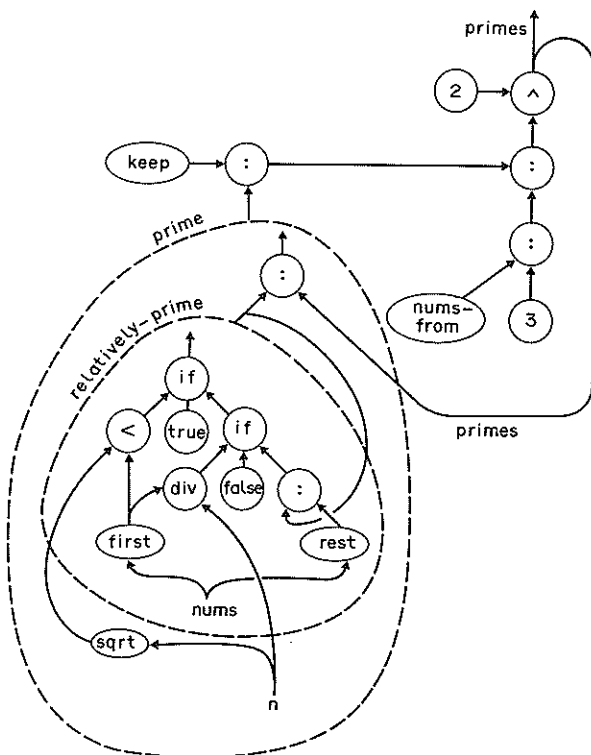 primes
2
^
keep
:
:
prime
:
:
nums-
from
3
relatively-prime
if
<
true
if
primes
div
false
:
first
rest
nums
sqrt
n